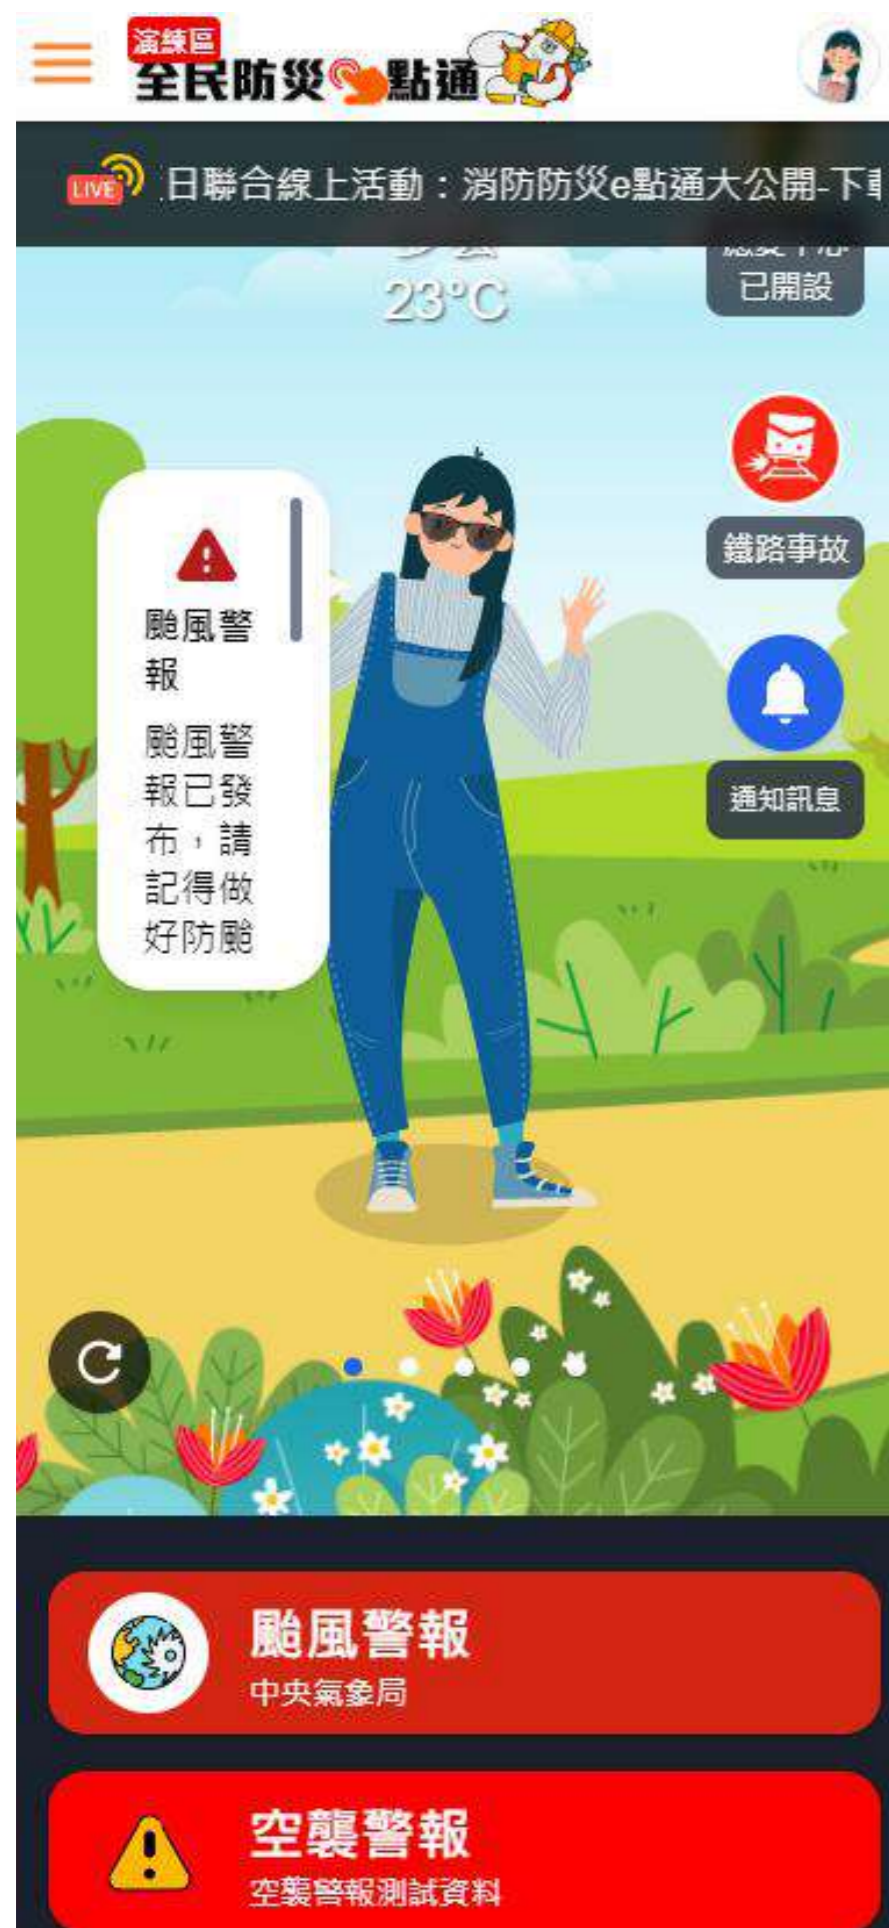 演練區
全民防災點通
LIVE
日聯合線上活動：消防防災e點通大公開-下載
23°C
已開設
鐵路事故
通知訊息
颱風警
報
颱風警
報已發
布，請
記得做
好防颱
颱風警報
中央氣象局
空襲警報
空襲警報測試資料